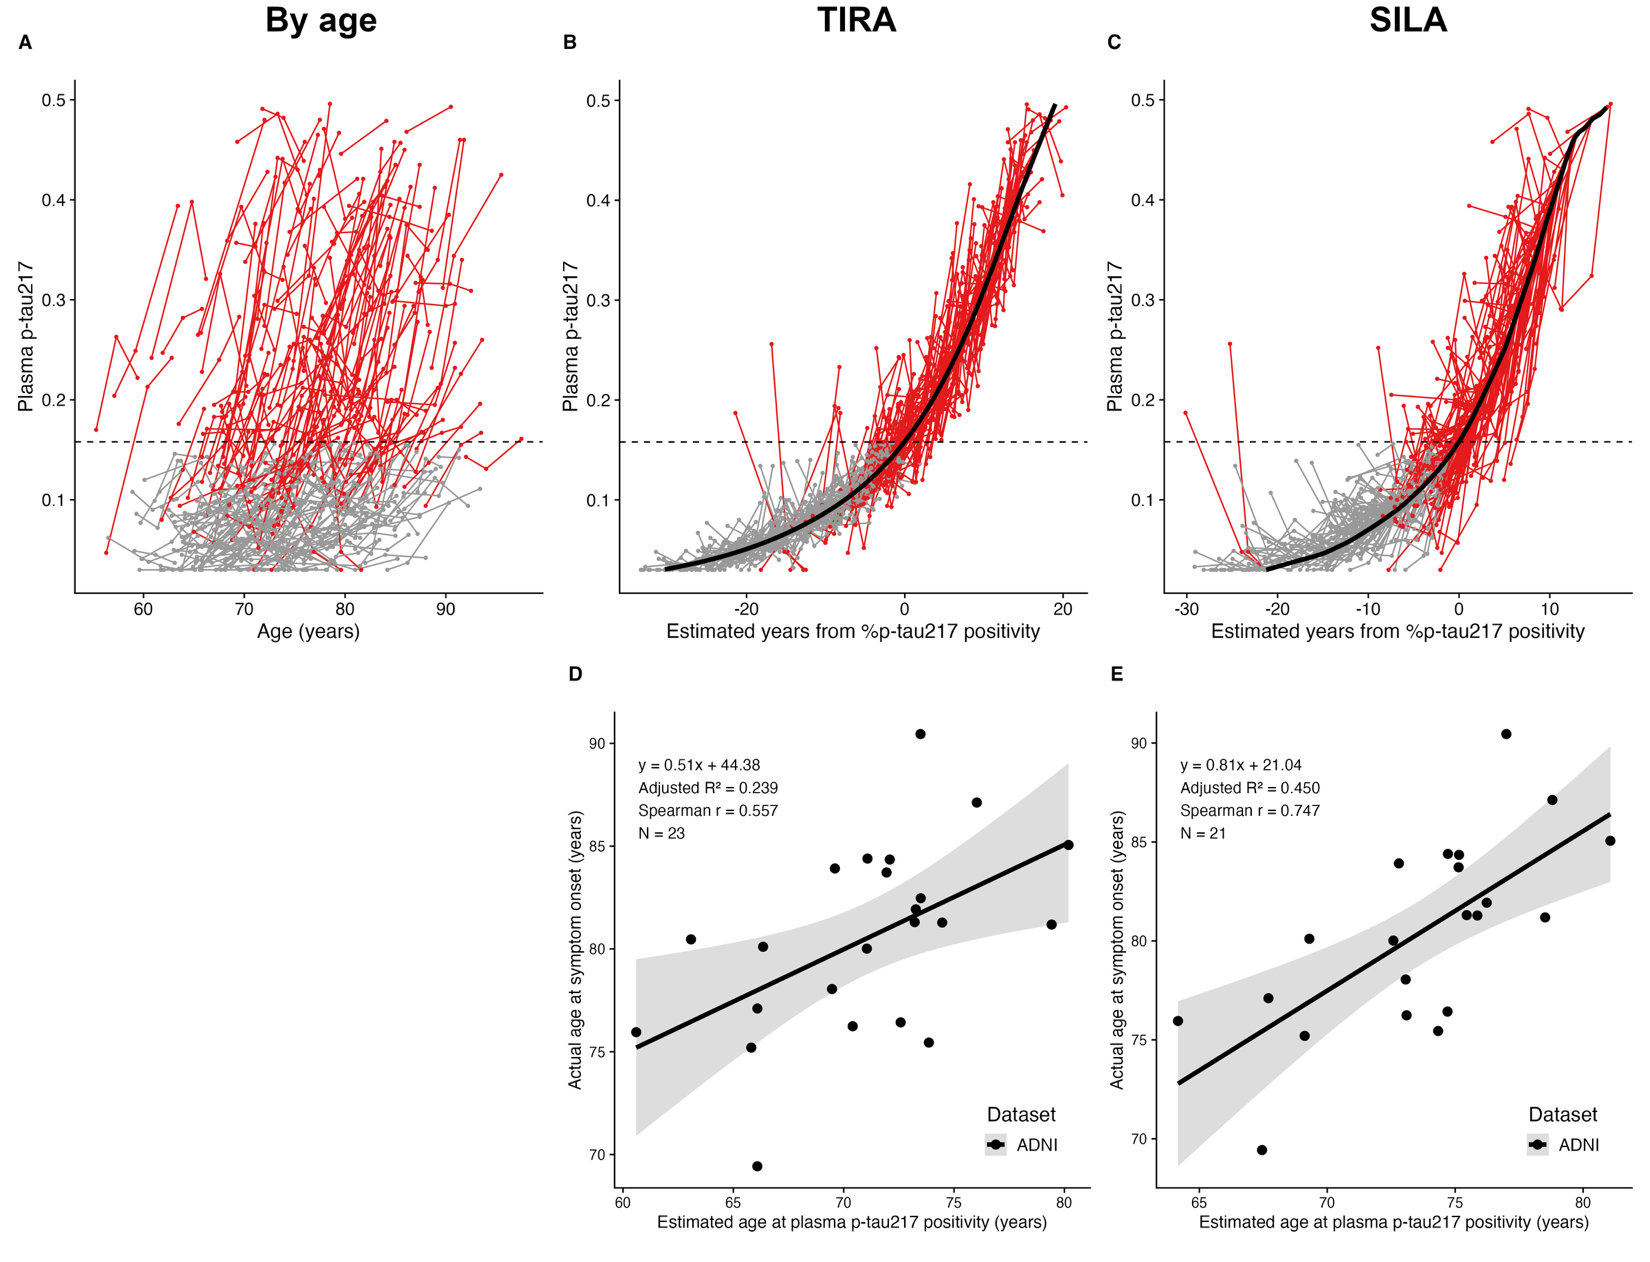 By age
TIRA
SILA
A
B
C
Plasma p-tau217
0.5
0.4
0.3
0.2
0.1
60
70
80
90
Age (years)
Plasma p-tau217
0.5
0.4
0.3
0.2
0.1
-20
0
20
Estimated years from %p-tau217 positivity
Plasma p-tau217
0.5
0.4
0.3
0.2
0.1
-30
-20
-10
0
10
Estimated years from %p-tau217 positivity
D
Actual age at symptom onset (years)
90
85
80
75
70
y = 0.51x + 44.38
Adjusted R² = 0.239
Spearman r = 0.557
N = 23
Dataset
ADNI
60
65
70
75
80
Estimated age at plasma p-tau217 positivity (years)
E
Actual age at symptom onset (years)
90
85
80
75
70
y = 0.81x + 21.04
Adjusted R² = 0.450
Spearman r = 0.747
N = 21
Dataset
ADNI
65
70
75
80
Estimated age at plasma p-tau217 positivity (years)